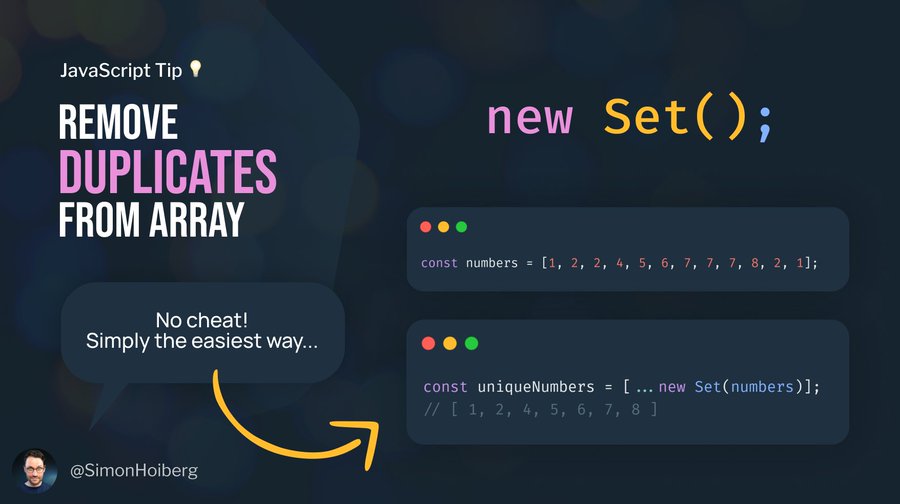 JavaScript Tip 💡
REMOVE
DUPLICATES
FROM ARRAY
No cheat!
Simply the easiest way...
@SimonHoiberg
new Set();
const numbers = [1, 2, 2, 4, 5, 6, 7, 7, 7, 8, 2, 1];
const uniqueNumbers = [...new Set(numbers)];
// [ 1, 2, 4, 5, 6, 7, 8 ]